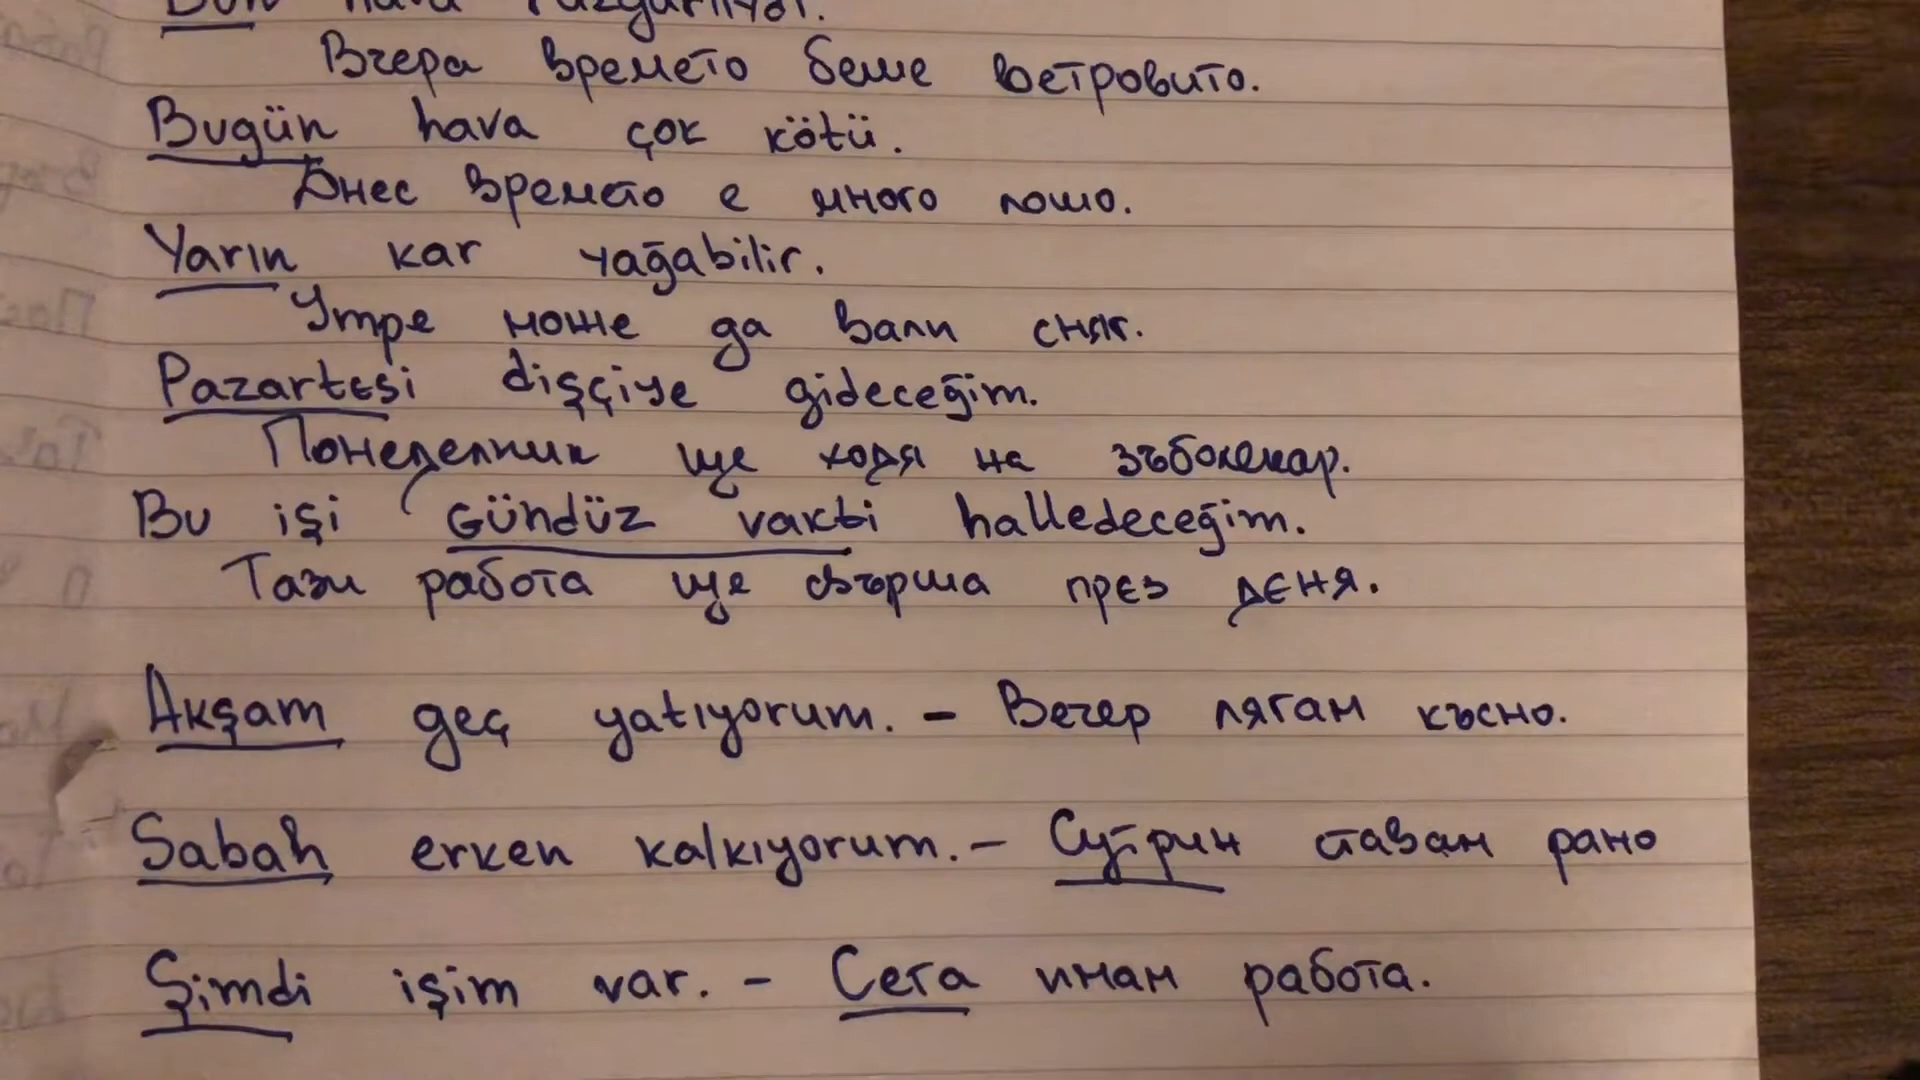 Dün hava rüzgarlıydı.
Вчера времето беше ветровито.
Bugün hava çok kötü.
Днес времето е много лошо.
Yarın kar yağabilir.
Утре може да вали сняг.
Pazartesi dişçiye gideceğim.
Понеделник ще ходя на зъболекар.
Bu işi gündüz vakti halledeceğim.
Тази работа ще свърша през деня.
Akşam geç yatıyorum. - Вечер лягам късно.
Sabah erken kalkıyorum. - Сутрин ставам рано
Şimdi işim var. - Сега имам работа.